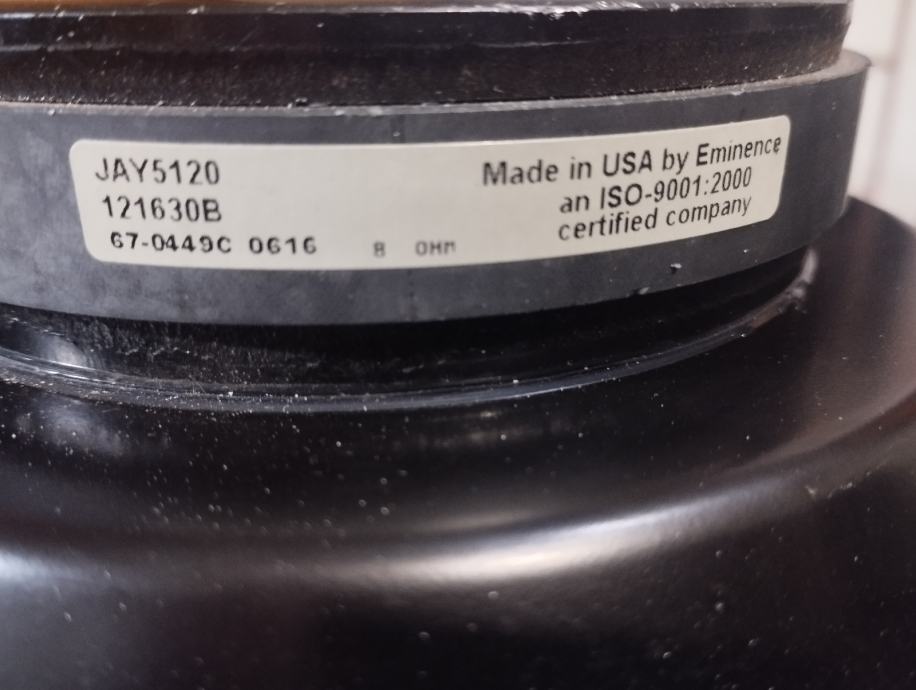 JAY5120
121630B
67-0449C 0616 8 OHM
Made in USA by Eminence
an ISO-9001:2000
certified company